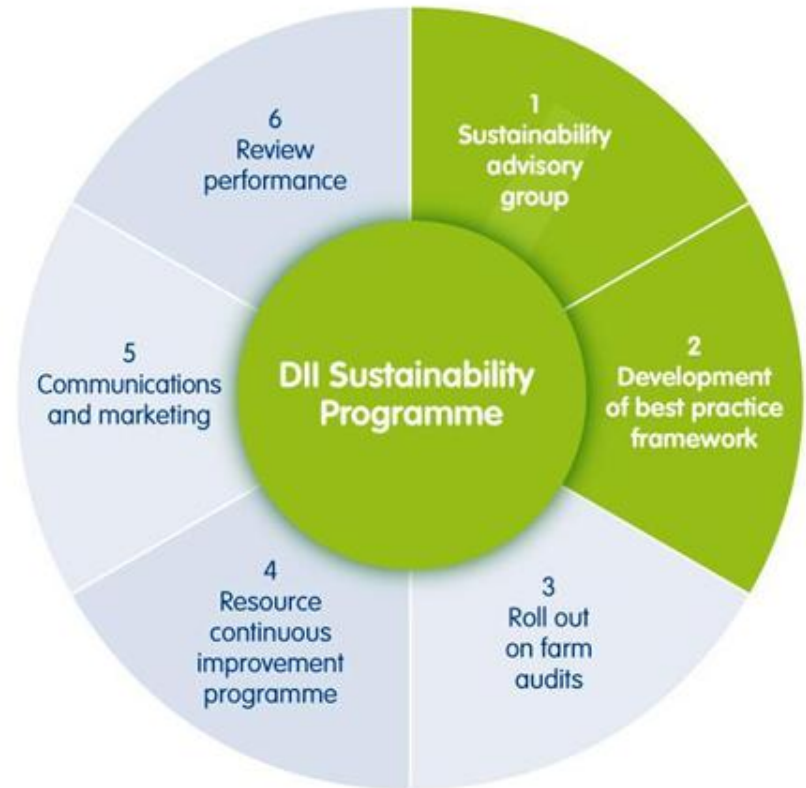 DII Sustainability
Programme
1
Sustainability
advisory
group
2
Development
of best practice
framework
3
Roll out
on farm
audits
4
Resource
continuous
improvement
programme
5
Communications
and marketing
6
Review
performance